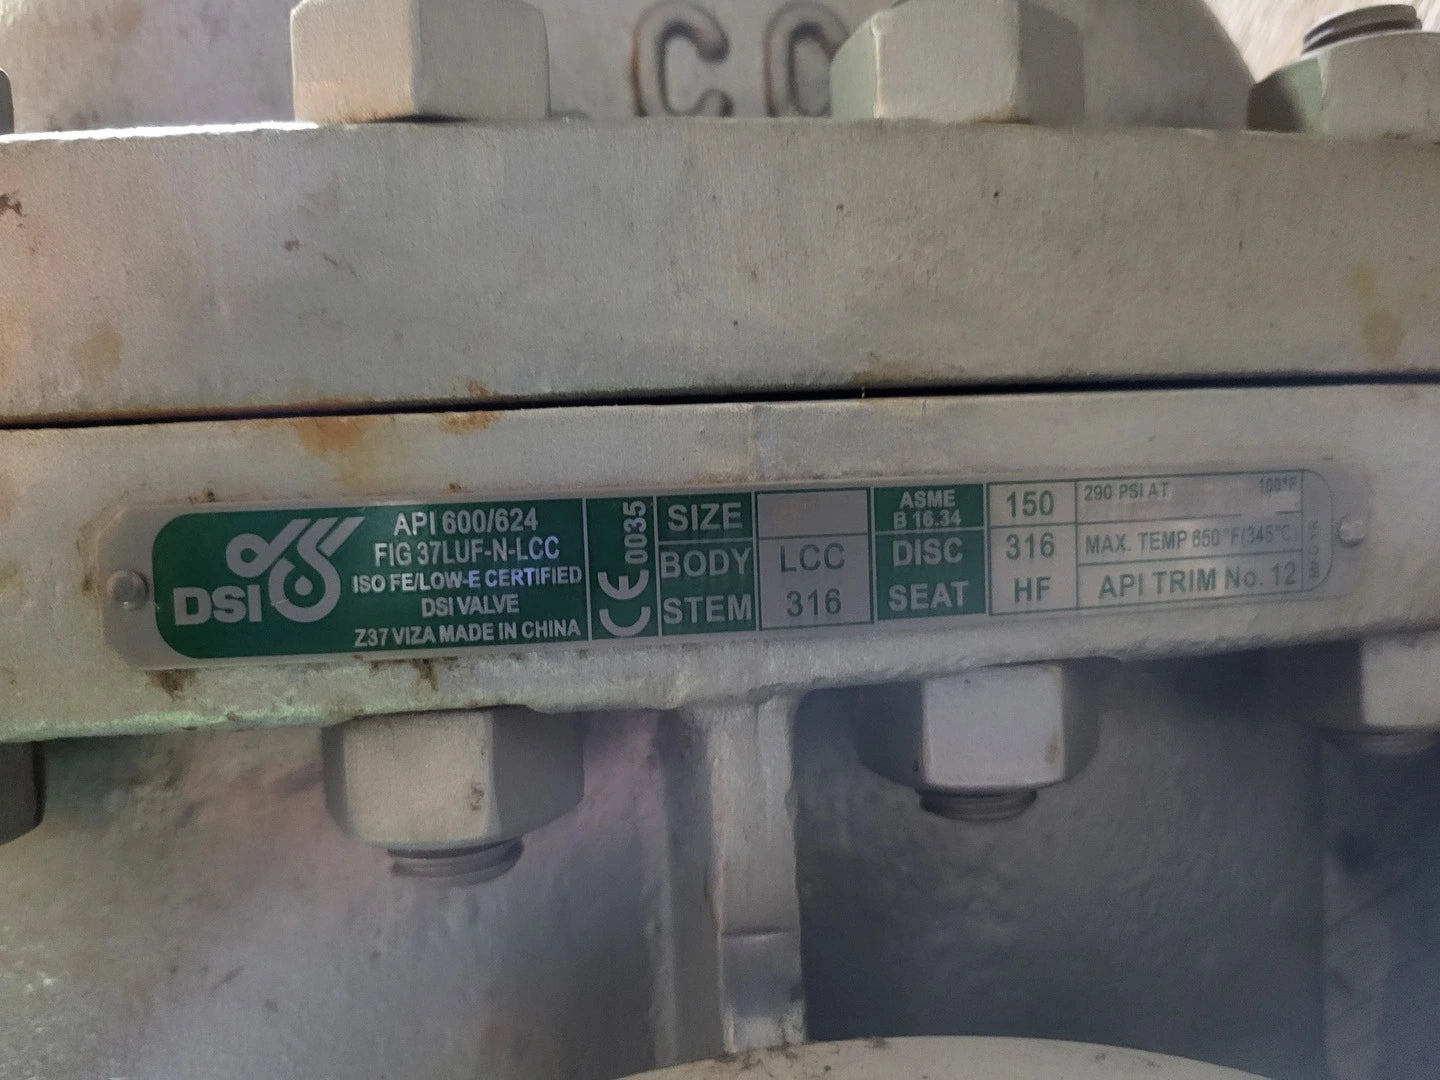 CC
DSI
API 600/624
FIG 37LUF-N-LCC
ISO FE/LOW-E CERTIFIED
DSI VALVE
Z37 VIZA MADE IN CHINA
CE 0035
SIZE
BODY LCC
STEM 316
ASME B 16.34 150
DISC 316
SEAT HF
290 PSI AT 100°F
MAX. TEMP 650°F(345°C)
API TRIM No. 12